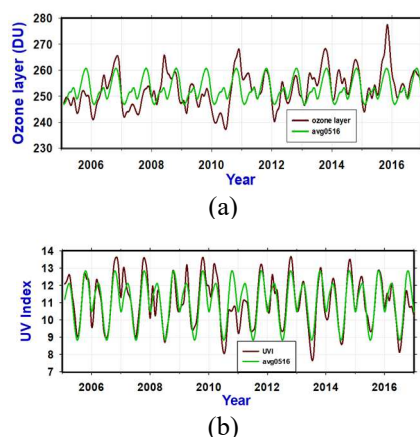 280
270
260
250
240
230
Ozone layer (DU)
ozone layer
avg0516
2006 2008 2010 2012 2014 2016
Year
(a)
14
13
12
11
10
9
8
7
UV Index
UVI
avg0516
2006 2008 2010 2012 2014 2016
Year
(b)